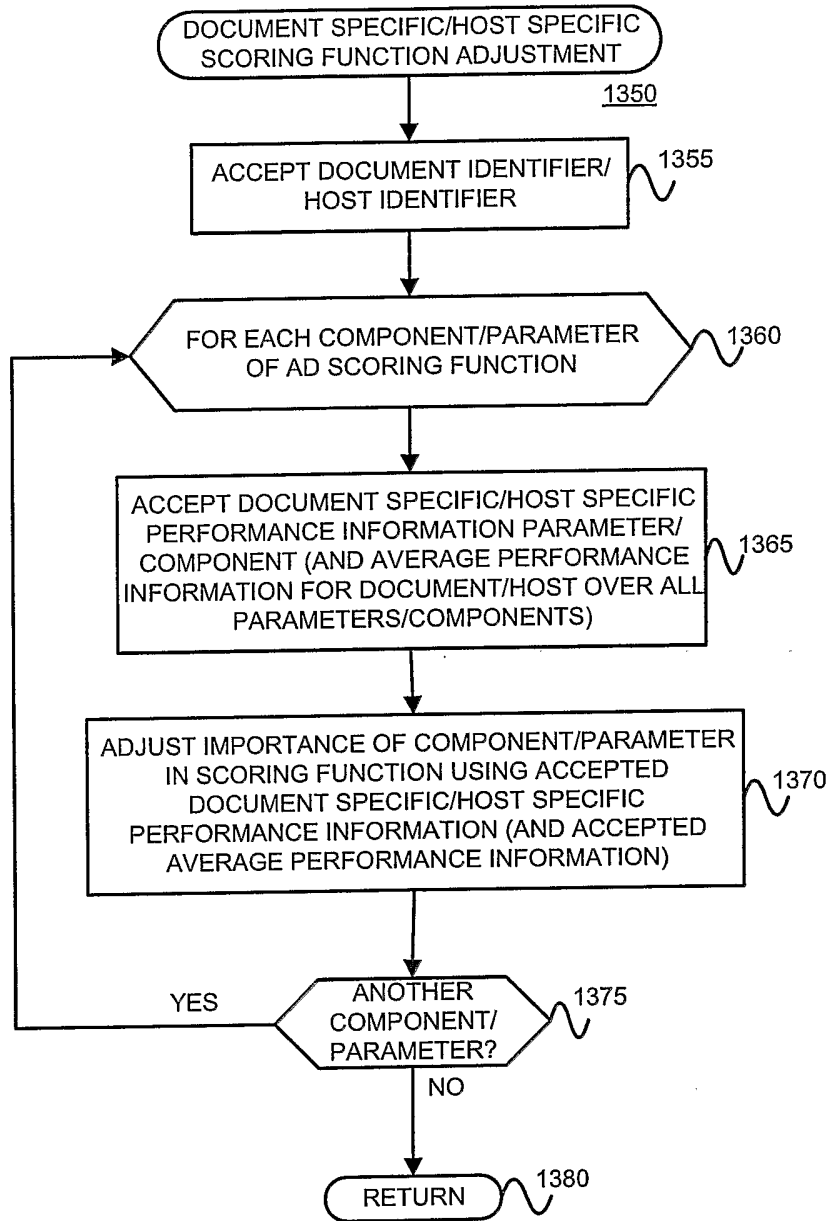 DOCUMENT SPECIFIC/HOST SPECIFIC
SCORING FUNCTION ADJUSTMENT
1350
ACCEPT DOCUMENT IDENTIFIER/
HOST IDENTIFIER
1355
FOR EACH COMPONENT/PARAMETER
OF AD SCORING FUNCTION
1360
ACCEPT DOCUMENT SPECIFIC/HOST SPECIFIC
PERFORMANCE INFORMATION PARAMETER/
COMPONENT (AND AVERAGE PERFORMANCE
INFORMATION FOR DOCUMENT/HOST OVER ALL
PARAMETERS/COMPONENTS)
1365
ADJUST IMPORTANCE OF COMPONENT/PARAMETER
IN SCORING FUNCTION USING ACCEPTED
DOCUMENT SPECIFIC/HOST SPECIFIC
PERFORMANCE INFORMATION (AND ACCEPTED
AVERAGE PERFORMANCE INFORMATION)
1370
YES
ANOTHER
COMPONENT/
PARAMETER?
1375
NO
RETURN
1380